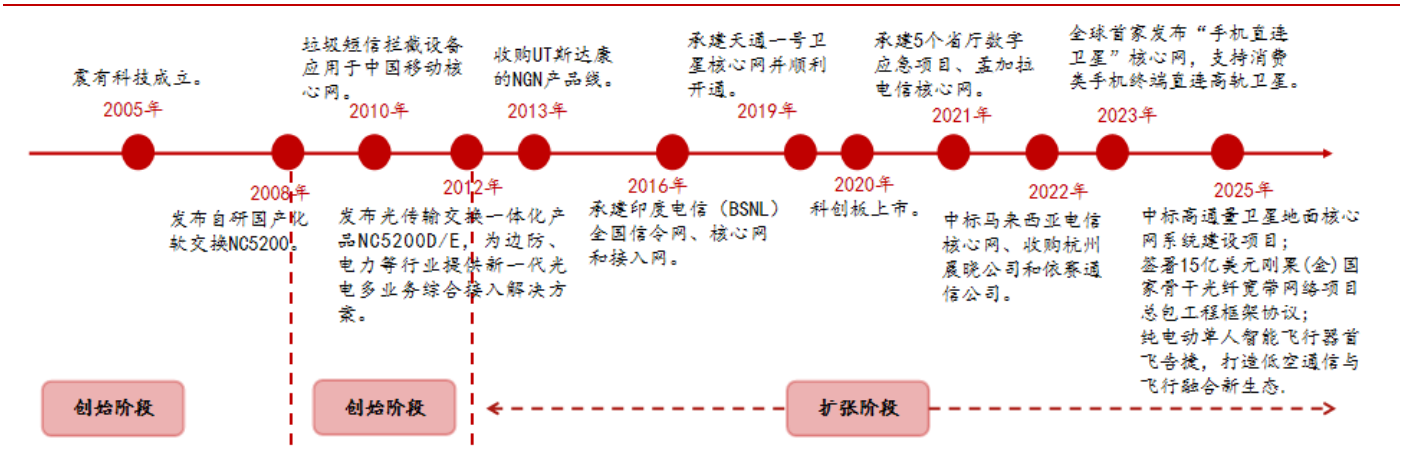 震有科技成立。
2005年
发布自研国产化
软交换NC5200。
2008年
垃圾短信拦截设备
应用于中国移动核
心网。
2010年
2012年
发布光传输交换一体化产
品NC5200D/E，为边防、
电力等行业提供新一代光
电多业务综合接入解决方
案。
收购UT斯达康
的NGN产品线。
2013年
2016年
承建印度电信（BSNL）
全国信令网、核心网
和接入网。
承建天通一号卫
星核心网并顺利
开通。
2019年
2020年
科创板上市。
承建5个省厅数字
应急项目、孟加拉
电信核心网。
2021年
2022年
中标马来西亚电信
核心网、收购杭州
晨晓公司和依赛通
信公司。
全球首家发布“手机直连
卫星”核心网，支持消费
类手机终端直连高轨卫星。
2023年
2025年
中标高通量卫星地面核心
网系统建设项目；
签署15亿美元刚果(金)国
家骨干光纤宽带网络项目
总包工程框架协议；
纯电动单人智能飞行器首
飞告捷，打造低空通信与
飞行融合新生态.
创始阶段
创始阶段
扩张阶段